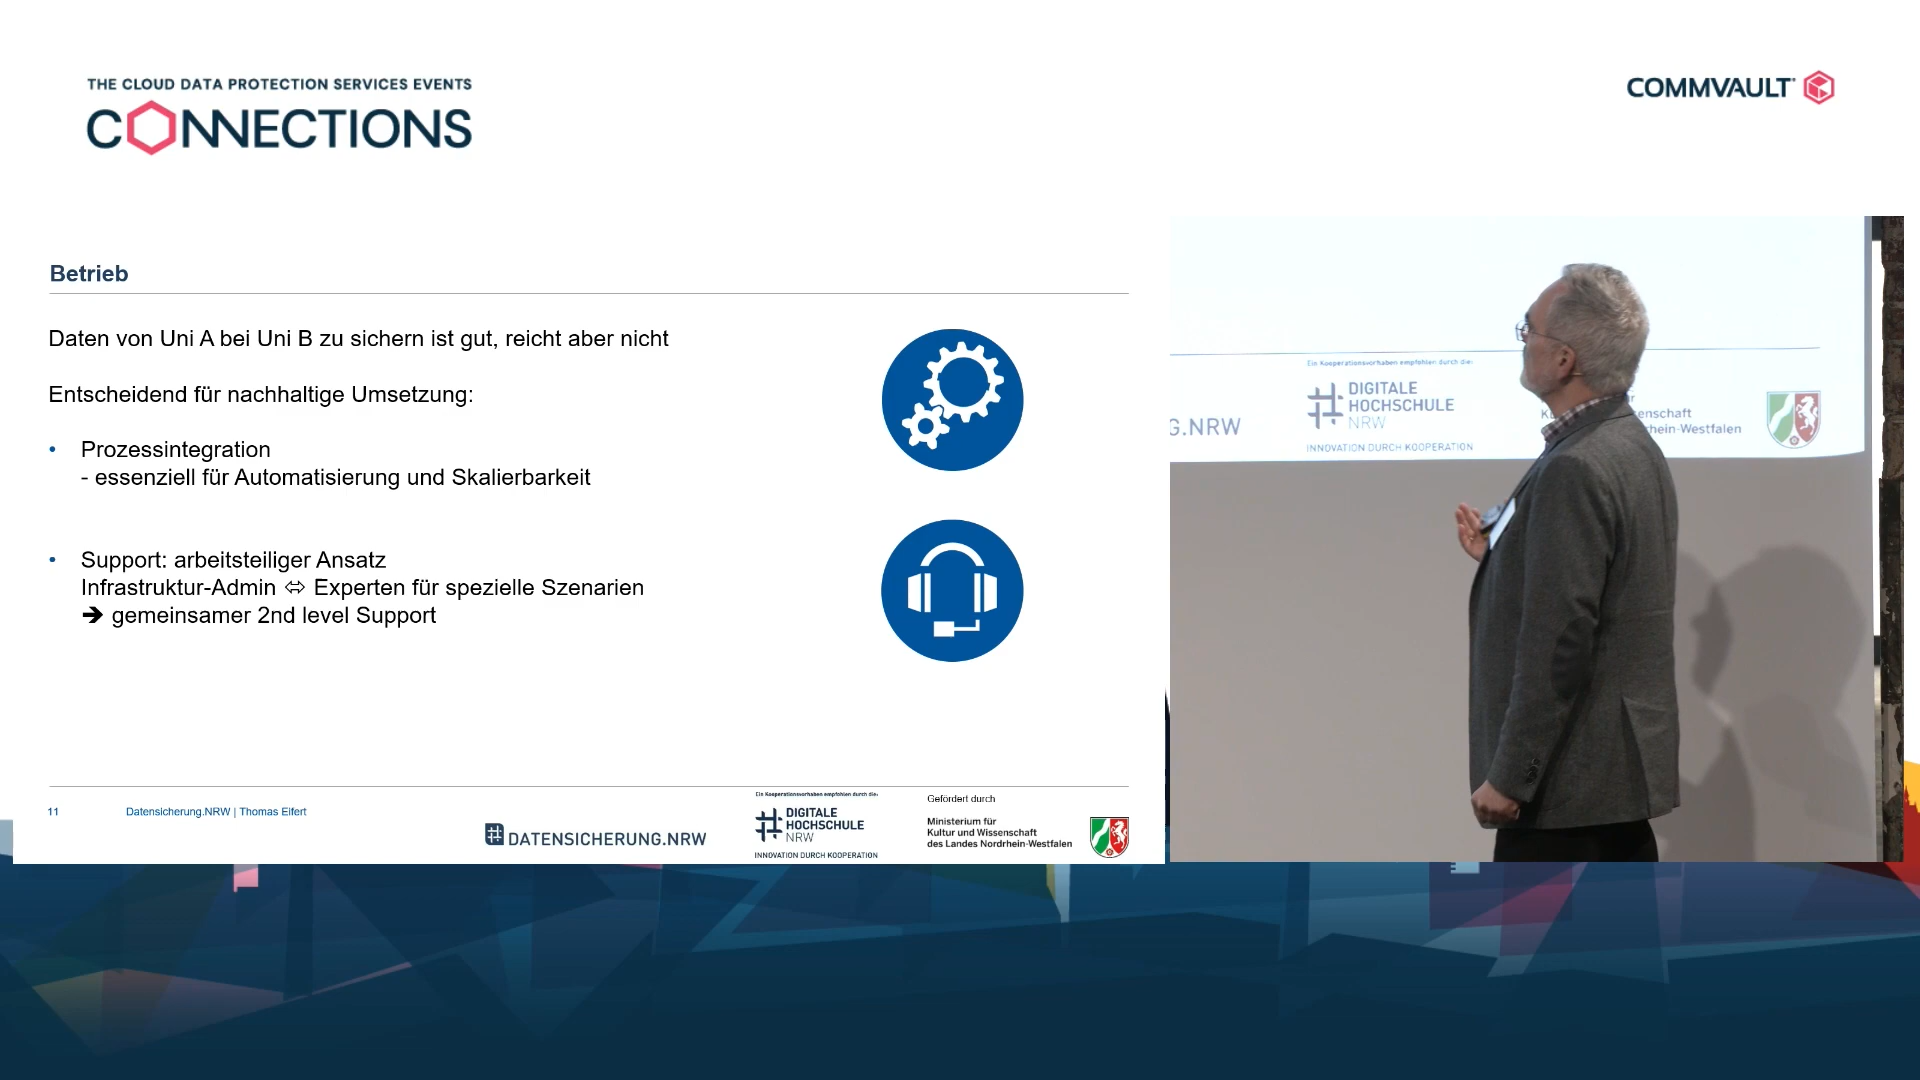 THE CLOUD DATA PROTECTION SERVICES EVENTS
CONNECTIONS
COMMVAULT
Betrieb
Daten von Uni A bei Uni B zu sichern ist gut, reicht aber nicht
Entscheidend für nachhaltige Umsetzung:
• Prozessintegration
- essenziell für Automatisierung und Skalierbarkeit
• Support: arbeitsteiliger Ansatz
Infrastruktur-Admin ⬄ Experten für spezielle Szenarien
➔ gemeinsamer 2nd level Support
11
Datensicherung.NRW | Thomas Eifert
DATENSICHERUNG.NRW
Ein Kooperationsvorhaben empfohlen durch die:
DIGITALE
HOCHSCHULE
NRW
INNOVATION DURCH KOOPERATION
Gefördert durch
Ministerium für
Kultur und Wissenschaft
des Landes Nordrhein-Westfalen
G.NRW
Ein Kooperationsvorhaben empfohlen durch die:
DIGITALE
HOCHSCHULE
NRW
INNOVATION DURCH KOOPERATION
enschaft
rhein-Westfalen